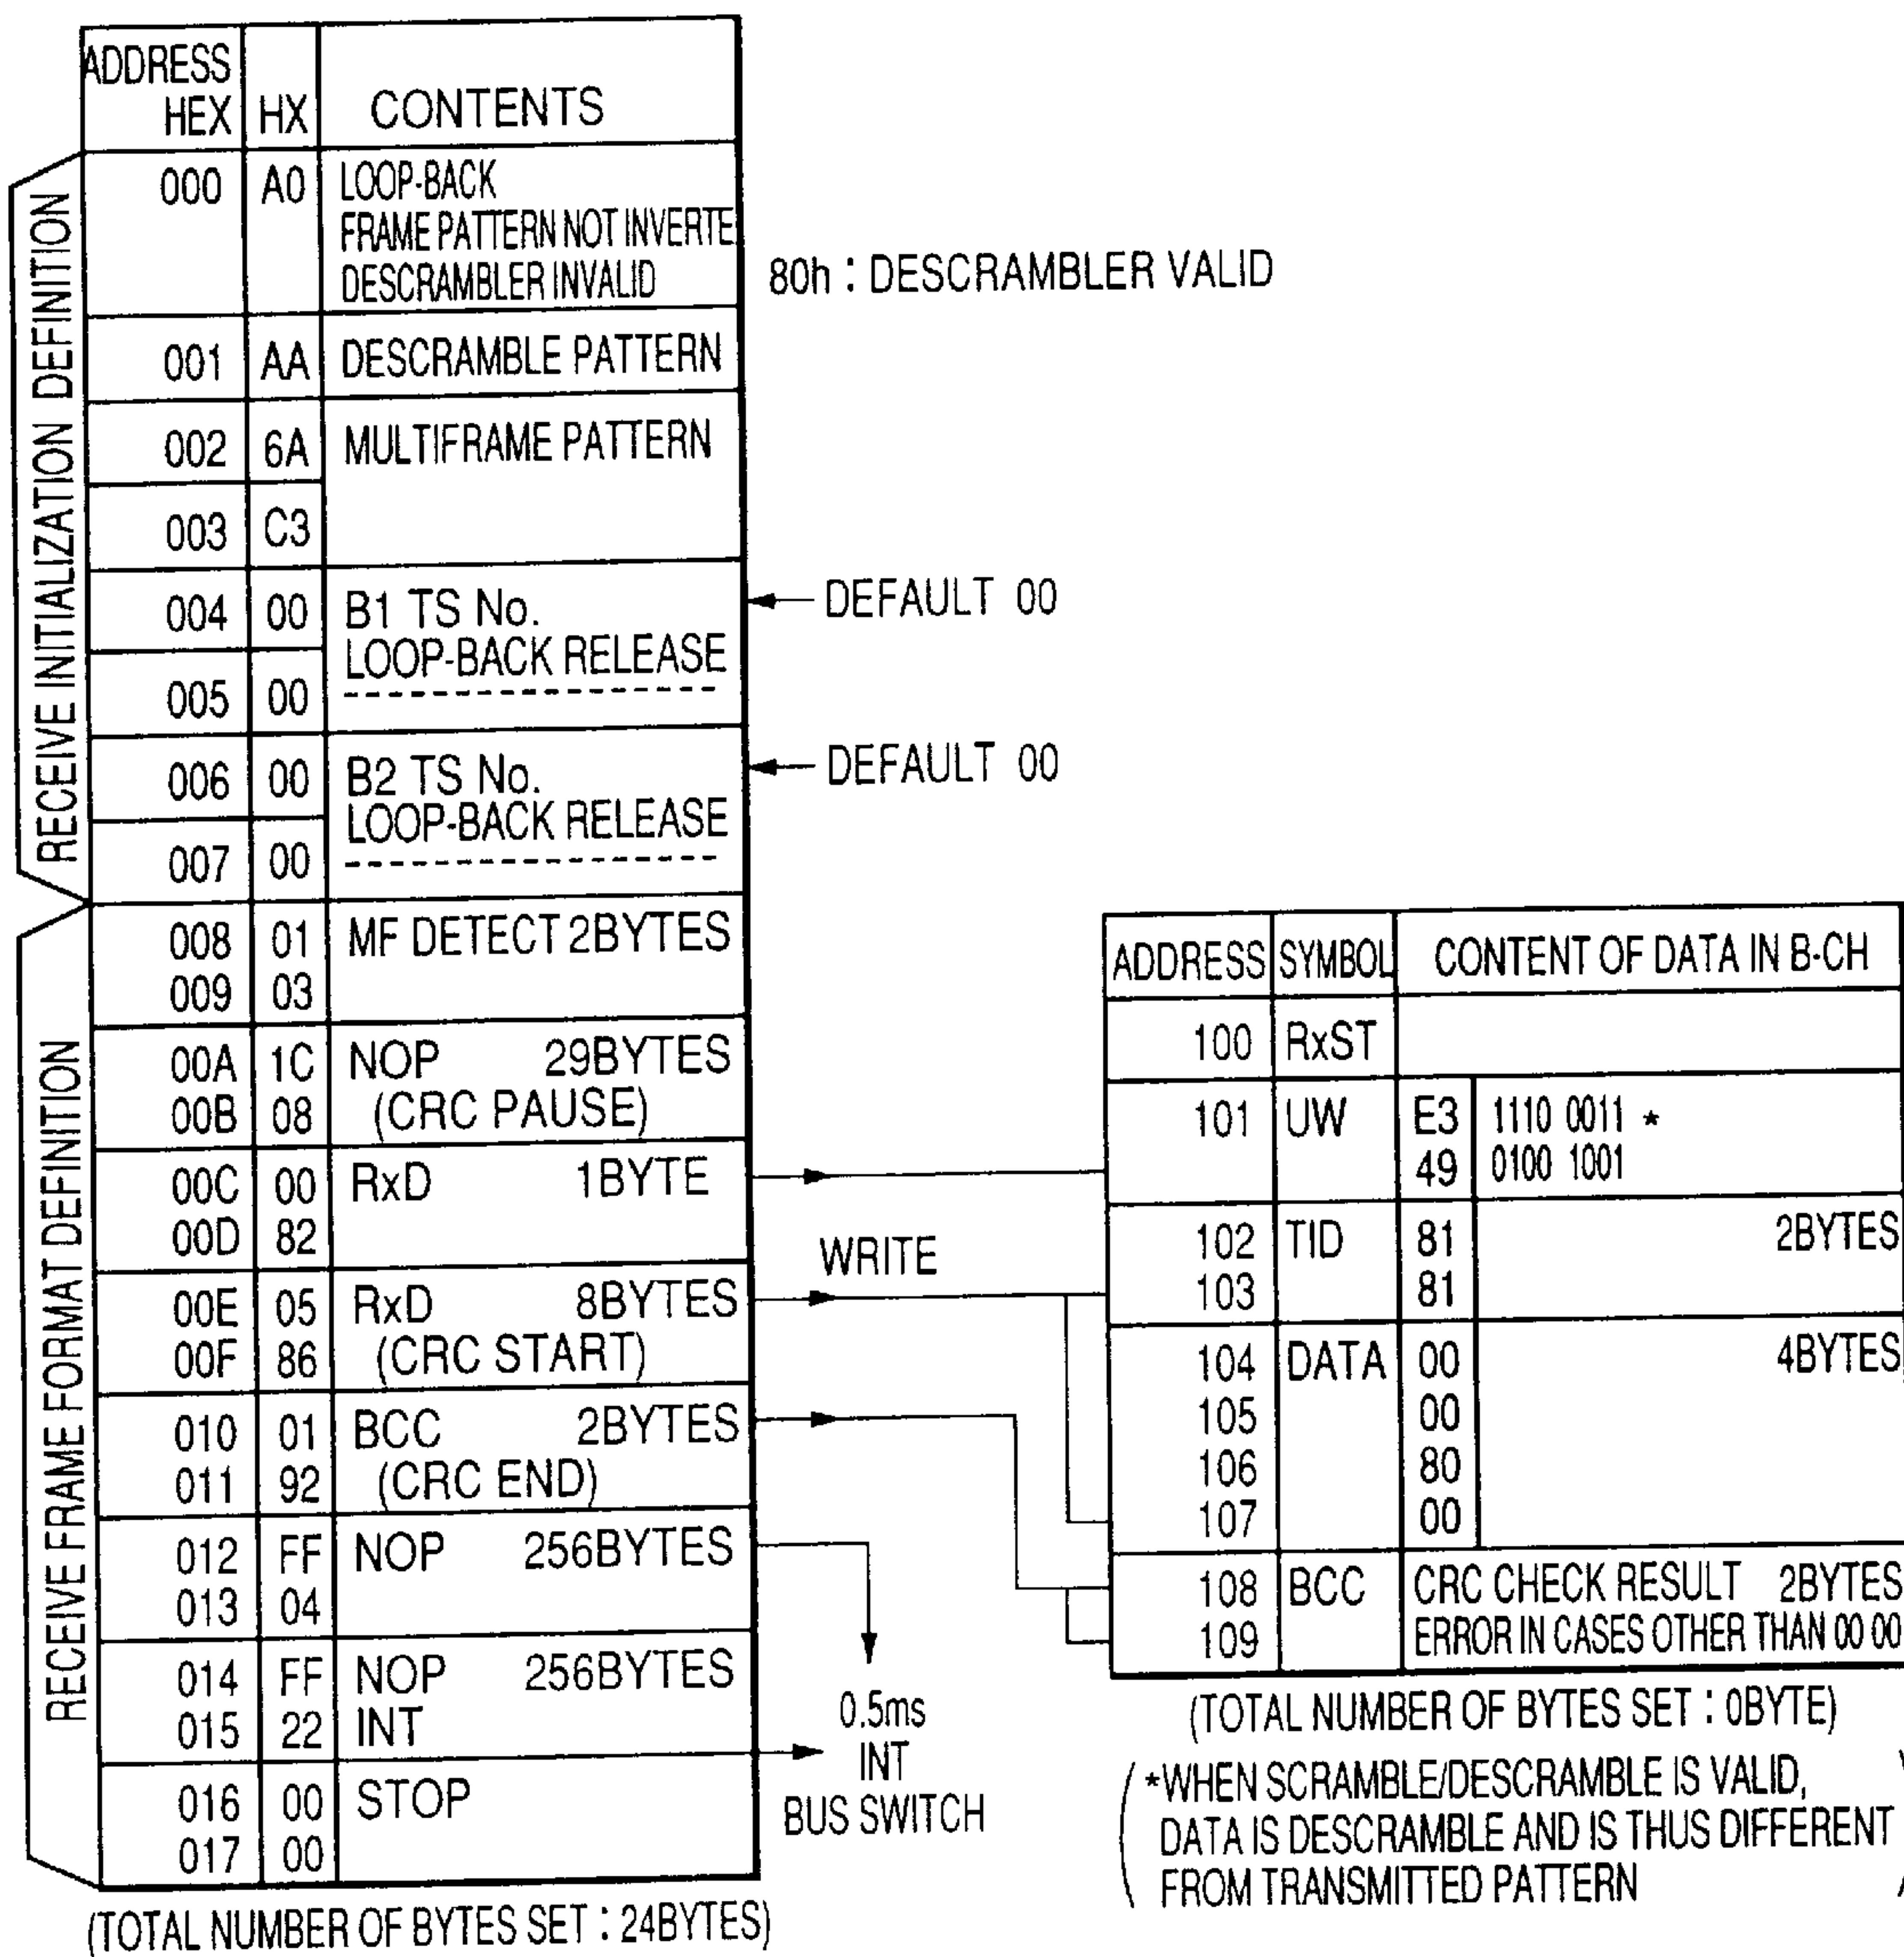 ADDRESS
HEX HX CONTENTS
RECEIVE INITIALIZATION DEFINITION
000 A0 LOOP-BACK
FRAME PATTERN NOT INVERTE
DESCRAMBLER INVALID
80h : DESCRAMBLER VALID
001 AA DESCRAMBLE PATTERN
002 6A MULTIFRAME PATTERN
003 C3
004 00 B1 TS No.
LOOP-BACK RELEASE
005 00
DEFAULT 00
006 00 B2 TS No.
LOOP-BACK RELEASE
007 00
DEFAULT 00
RECEIVE FRAME FORMAT DEFINITION
008 01 MF DETECT 2BYTES
009 03
00A 1C NOP 29BYTES
00B 08 (CRC PAUSE)
00C 00 RxD 1BYTE
00D 82
00E 05 RxD 8BYTES
00F 86 (CRC START)
010 01 BCC 2BYTES
011 92 (CRC END)
012 FF NOP 256BYTES
013 04
014 FF NOP 256BYTES
015 22 INT
016 00 STOP
017 00
(TOTAL NUMBER OF BYTES SET : 24BYTES)
WRITE
0.5ms
INT
BUS SWITCH
ADDRESS SYMBOL CONTENT OF DATA IN B-CH
100 RxST
101 UW E3 1110 0011 *
49 0100 1001
102 TID 81 2BYTES
103 81
104 DATA 00 4BYTES
105 00
106 80
107 00
108 BCC CRC CHECK RESULT 2BYTES
109 ERROR IN CASES OTHER THAN 00 00
(TOTAL NUMBER OF BYTES SET : 0BYTE)
(*WHEN SCRAMBLE/DESCRAMBLE IS VALID,
DATA IS DESCRAMBLE AND IS THUS DIFFERENT
FROM TRANSMITTED PATTERN)